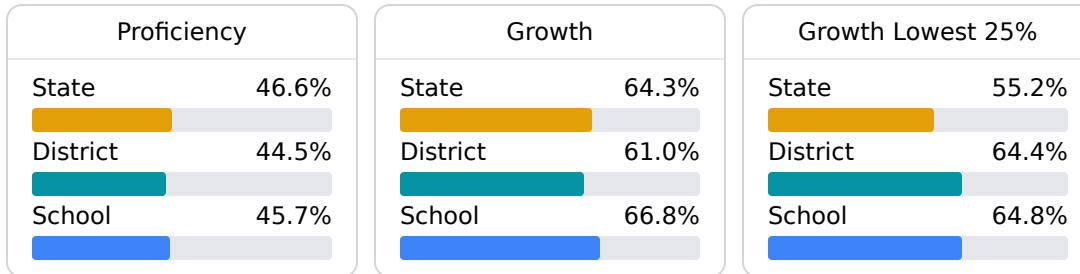 Proficiency
State 46.6%
District 44.5%
School 45.7%
Growth
State 64.3%
District 61.0%
School 66.8%
Growth Lowest 25%
State 55.2%
District 64.4%
School 64.8%